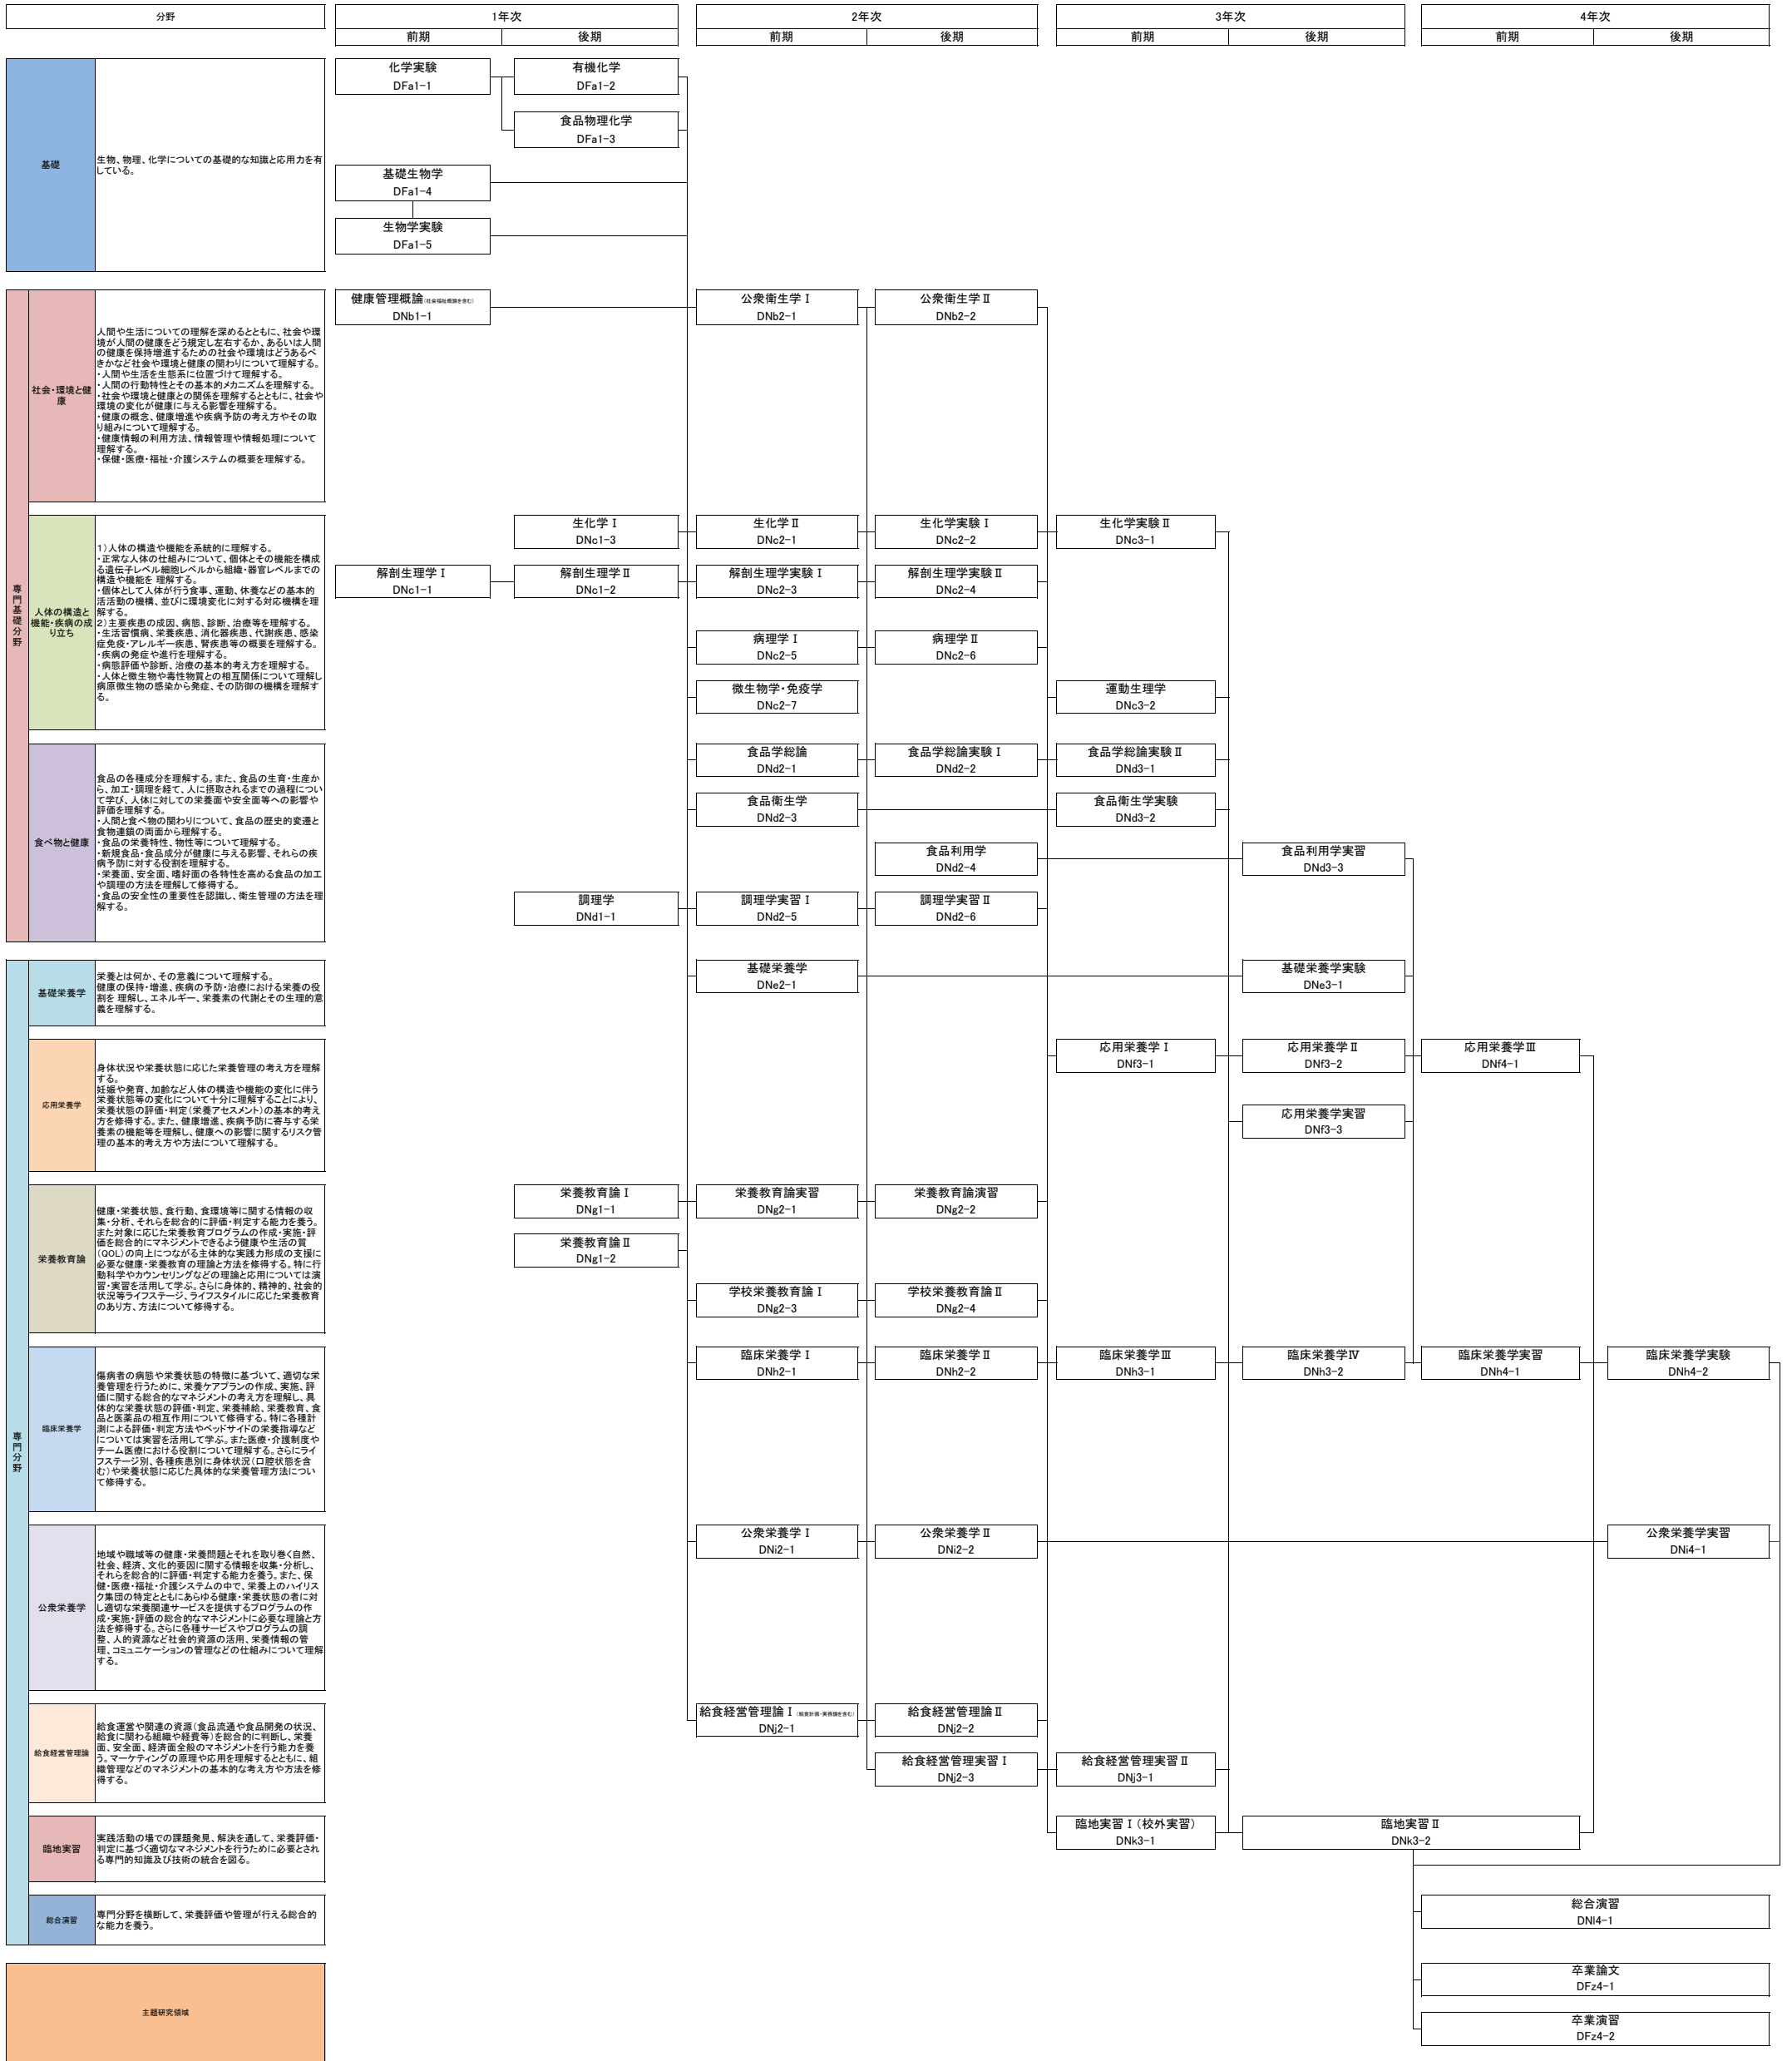 分野
1年次
2年次
3年次
4年次
前期
後期
前期
後期
前期
後期
前期
後期
基礎
生物、物理、化学についての基礎的な知識と応用力を有
している。
化学実験
DFa1-1
有機化学
DFa1-2
食品物理化学
DFa1-3
基礎生物学
DFa1-4
生物学実験
DFa1-5
専門基礎分野
社会・環境と健
康
人間や生活についての理解を深めるとともに、社会や環
境が人間の健康をどう規定し左右するか、あるいは人間
の健康を保持増進するための社会や環境はどうあるべ
きかなど社会や環境と健康の関わりについて理解する。
・人間や生活を生態系に位置づけて理解する。
・人間の行動特性とその基本的メカニズムを理解する。
・社会や環境と健康との関係を理解するとともに、社会や
環境の変化が健康に与える影響を理解する。
・健康の概念、健康増進や疾病予防の考え方やその取
り組みについて理解する。
・健康情報の利用方法、情報管理や情報処理について
理解する。
・保健・医療・福祉・介護システムの概要を理解する。
健康管理概論(社会福祉概論を含む)
DNb1-1
公衆衛生学Ⅰ
DNb2-1
公衆衛生学Ⅱ
DNb2-2
人体の構造と
機能・疾病の成
り立ち
1)人体の構造や機能を系統的に理解する。
・正常な人体の仕組みについて、個体とその機能を構成
る遺伝子レベル細胞レベルから組織・器官レベルまでの
構造や機能を 理解する。
・個体として人体が行う食事、運動、休養などの基本的
活活動の機構、並びに環境変化に対する対応機構を理
解する。
2)主要疾患の成因、病態、診断、治療等を理解する。
・生活習慣病、栄養疾患、消化器疾患、代謝疾患、感染
症免疫・アレルギー疾患、腎疾患等の概要を理解する。
・疾病の発症や進行を理解する。
・病態評価や診断、治療の基本的考え方を理解する。
・人体と微生物や毒性物質との相互関係について理解し
病原微生物の感染から発症、その防御の機構を理解す
る。
生化学Ⅰ
DNc1-3
生化学Ⅱ
DNc2-1
生化学実験Ⅰ
DNc2-2
生化学実験Ⅱ
DNc3-1
解剖生理学Ⅰ
DNc1-1
解剖生理学Ⅱ
DNc1-2
解剖生理学実験Ⅰ
DNc2-3
解剖生理学実験Ⅱ
DNc2-4
病理学Ⅰ
DNc2-5
病理学Ⅱ
DNc2-6
微生物学・免疫学
DNc2-7
運動生理学
DNc3-2
食べ物と健康
食品の各種成分を理解する。また、食品の生育・生産か
ら、加工・調理を経て、人に摂取されるまでの過程につい
て学び、人体に対しての栄養面や安全面等への影響や
評価を理解する。
・人間と食べ物の関わりについて、食品の歴史的変遷と
食物連鎖の両面から理解する。
・食品の栄養特性、物性等について理解する。
・新規食品・食品成分が健康に与える影響、それらの疾
病予防に対する役割を理解する。
・栄養面、安全面、嗜好面の各特性を高める食品の加工
や調理の方法を理解して修得する。
・食品の安全性の重要性を認識し、衛生管理の方法を理
解する。
食品学総論
DNd2-1
食品学総論実験Ⅰ
DNd2-2
食品学総論実験Ⅱ
DNd3-1
食品衛生学
DNd2-3
食品衛生学実験
DNd3-2
食品利用学
DNd2-4
食品利用学実習
DNd3-3
調理学
DNd1-1
調理学実習Ⅰ
DNd2-5
調理学実習Ⅱ
DNd2-6
専門分野
基礎栄養学
栄養とは何か、その意義について理解する。
健康の保持・増進、疾病の予防・治療における栄養の役
割を 理解し、エネルギー、栄養素の代謝とその生理的意
義を理解する。
基礎栄養学
DNe2-1
基礎栄養学実験
DNe3-1
応用栄養学
身体状況や栄養状態に応じた栄養管理の考え方を理解
する。
妊娠や発育、加齢など人体の構造や機能の変化に伴う
栄養状態等の変化について十分に理解することにより、
栄養状態の評価・判定(栄養アセスメント)の基本的考え
方を修得する。また、健康増進、疾病予防に寄与する栄
養素の機能等を理解し、健康への影響に関するリスク管
理の基本的考え方や方法について理解する。
応用栄養学Ⅰ
DNf3-1
応用栄養学Ⅱ
DNf3-2
応用栄養学Ⅲ
DNf4-1
応用栄養学実習
DNf3-3
栄養教育論
健康・栄養状態、食行動、食環境等に関する情報の収
集・分析、それらを総合的に評価・判定する能力を養う。
また対象に応じた栄養教育プログラムの作成・実施・評
価を総合的にマネジメントできるよう健康や生活の質
(QOL)の向上につながる主体的な実践力形成の支援に
必要な健康・栄養教育の理論と方法を修得する。特に行
動科学やカウンセリングなどの理論と応用については演
習・実習を活用して学ぶ。さらに身体的、精神的、社会的
状況等ライフステージ、ライフスタイルに応じた栄養教育
のあり方、方法について修得する。
栄養教育論Ⅰ
DNg1-1
栄養教育論実習
DNg2-1
栄養教育論演習
DNg2-2
栄養教育論Ⅱ
DNg1-2
学校栄養教育論Ⅰ
DNg2-3
学校栄養教育論Ⅱ
DNg2-4
臨床栄養学
傷病者の病態や栄養状態の特徴に基づいて、適切な栄
養管理を行うために、栄養ケアプランの作成、実施、評
価に関する総合的なマネジメントの考え方を理解し、具
体的な栄養状態の評価・判定、栄養補給、栄養教育、食
品と医薬品の相互作用について修得する。特に各種計
測による評価・判定方法やベッドサイドの栄養指導など
については実習を活用して学ぶ。また医療・介護制度や
チーム医療における役割について理解する。さらにライ
フステージ別、各種疾患別に身体状況(口腔状態を含
む)や栄養状態に応じた具体的な栄養管理方法につい
て修得する。
臨床栄養学Ⅰ
DNh2-1
臨床栄養学Ⅱ
DNh2-2
臨床栄養学Ⅲ
DNh3-1
臨床栄養学Ⅳ
DNh3-2
臨床栄養学実習
DNh4-1
臨床栄養学実験
DNh4-2
公衆栄養学
地域や職域等の健康・栄養問題とそれを取り巻く自然、
社会、経済、文化的要因に関する情報を収集・分析し、
それらを総合的に評価・判定する能力を養う。また、保
健・医療・福祉・介護システムの中で、栄養上のハイリス
ク集団の特定とともにあらゆる健康・栄養状態の者に対
し適切な栄養関連サービスを提供するプログラムの作
成・実施・評価の総合的なマネジメントに必要な理論と方
法を修得する。さらに各種サービスやプログラムの調
整、人的資源など社会的資源の活用、栄養情報の管
理、コミュニケーションの管理などの仕組みについて理解
する。
公衆栄養学Ⅰ
DNi2-1
公衆栄養学Ⅱ
DNi2-2
公衆栄養学実習
DNi4-1
給食経営管理論
給食運営や関連の資源(食品流通や食品開発の状況、
給食に関わる組織や経費等)を総合的に判断し、栄養
面、安全面、経済面全般のマネジメントを行う能力を養
う。マーケティングの原理や応用を理解するとともに、組
織管理などのマネジメントの基本的な考え方や方法を修
得する。
給食経営管理論Ⅰ(給食計画・実務論を含む)
DNj2-1
給食経営管理論Ⅱ
DNj2-2
給食経営管理実習Ⅰ
DNj2-3
給食経営管理実習Ⅱ
DNj3-1
臨地実習
実践活動の場での課題発見、解決を通して、栄養評価・
判定に基づく適切なマネジメントを行うために必要とされ
る専門的知識及び技術の統合を図る。
臨地実習Ⅰ(校外実習)
DNk3-1
臨地実習Ⅱ
DNk3-2
総合演習
専門分野を横断して、栄養評価や管理が行える総合的
な能力を養う。
総合演習
DNl4-1
主題研究領域
卒業論文
DFz4-1
卒業演習
DFz4-2